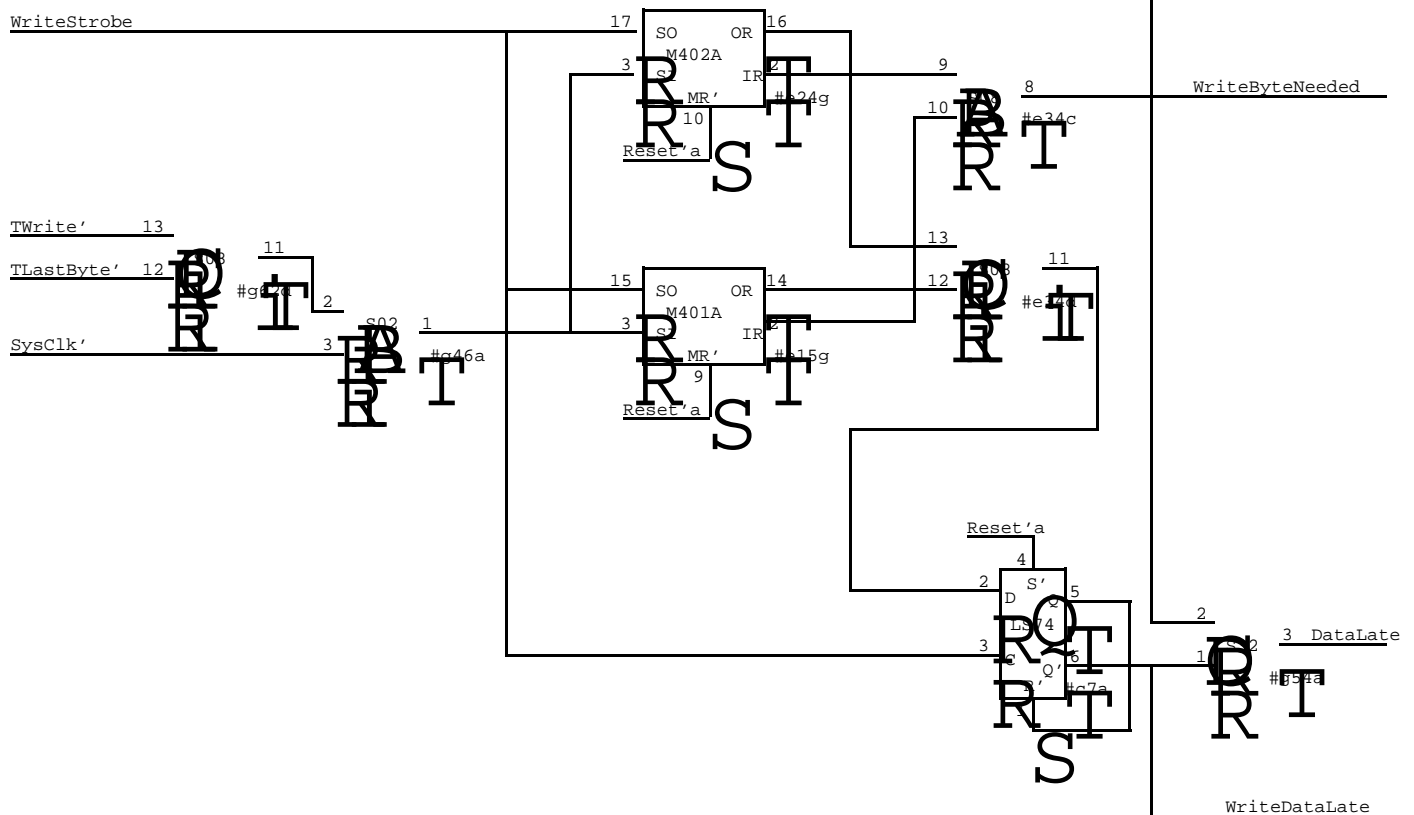 WriteStrobe
17
SO
OR
16
M402A
3
SI
IR
2
9
MR'
#e24g
10
Reset'a
S
8
WriteByteNeeded
10
#e34c
T
TWrite' 13
TLastByte' 12
11
2
SysClk' 3
S02
1
#g46a
T
15
SO
OR
14
M401A
3
SI
IR
2
MR'
#e15g
9
Reset'a
S
13
12
11
Reset'a
4
2
S'
D
Q
5
LS74
3
C
Q'
6
#c7a
S
2
3 DataLate
1
#g54a
T
WriteDataLate